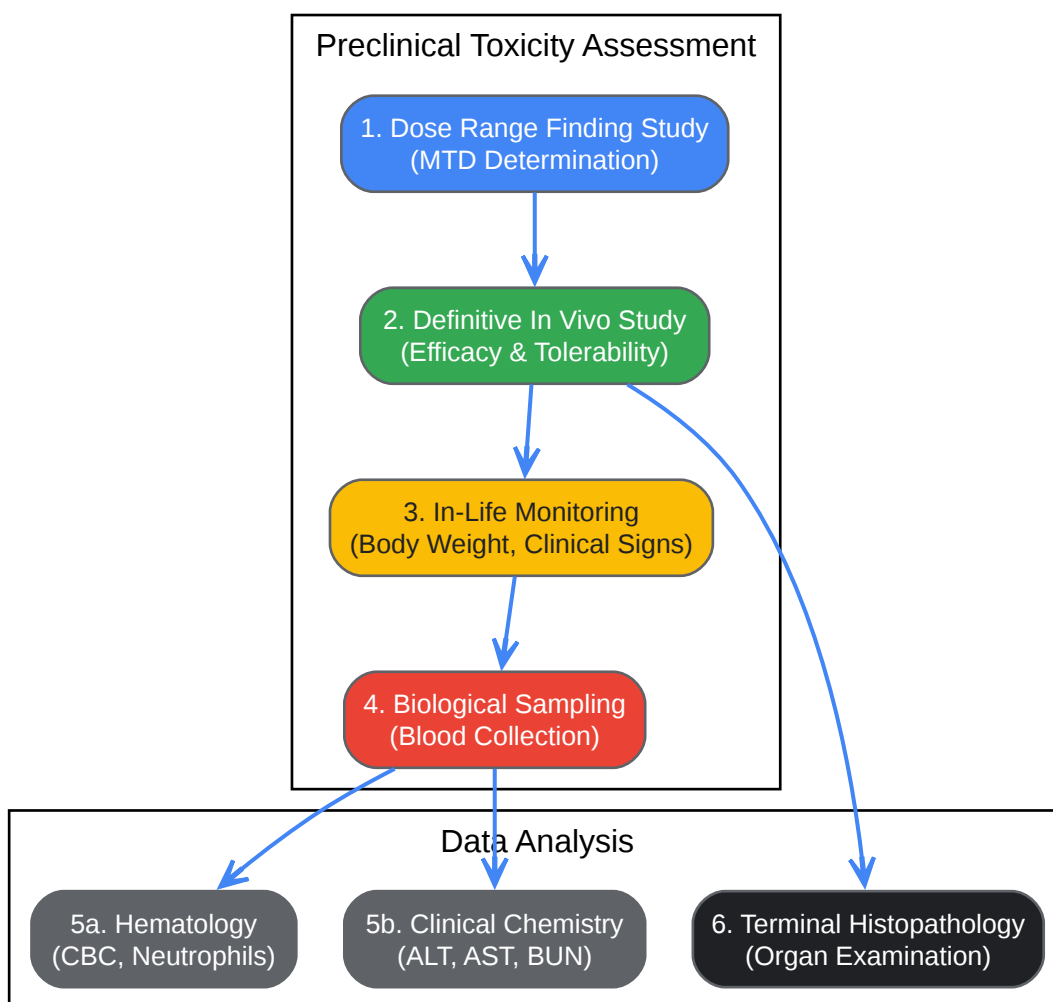 Preclinical Toxicity Assessment
1. Dose Range Finding Study
(MTD Determination)
2. Definitive In Vivo Study
(Efficacy & Tolerability)
3. In-Life Monitoring
(Body Weight, Clinical Signs)
4. Biological Sampling
(Blood Collection)
Data Analysis
5a. Hematology
(CBC, Neutrophils)
5b. Clinical Chemistry
(ALT, AST, BUN)
6. Terminal Histopathology
(Organ Examination)